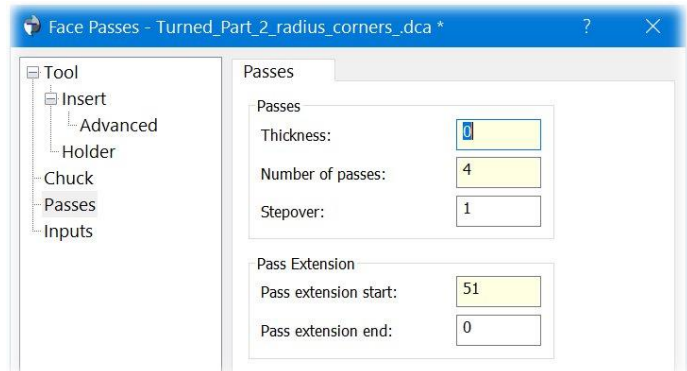 Face Passes - Turned_Part_2_radius_corners_.dca * ?
Tool
Insert
Advanced
Holder
Chuck
Passes
Inputs
Passes
Passes
Thickness: 0
Number of passes: 4
Stepover: 1
Pass Extension
Pass extension start: 51
Pass extension end: 0